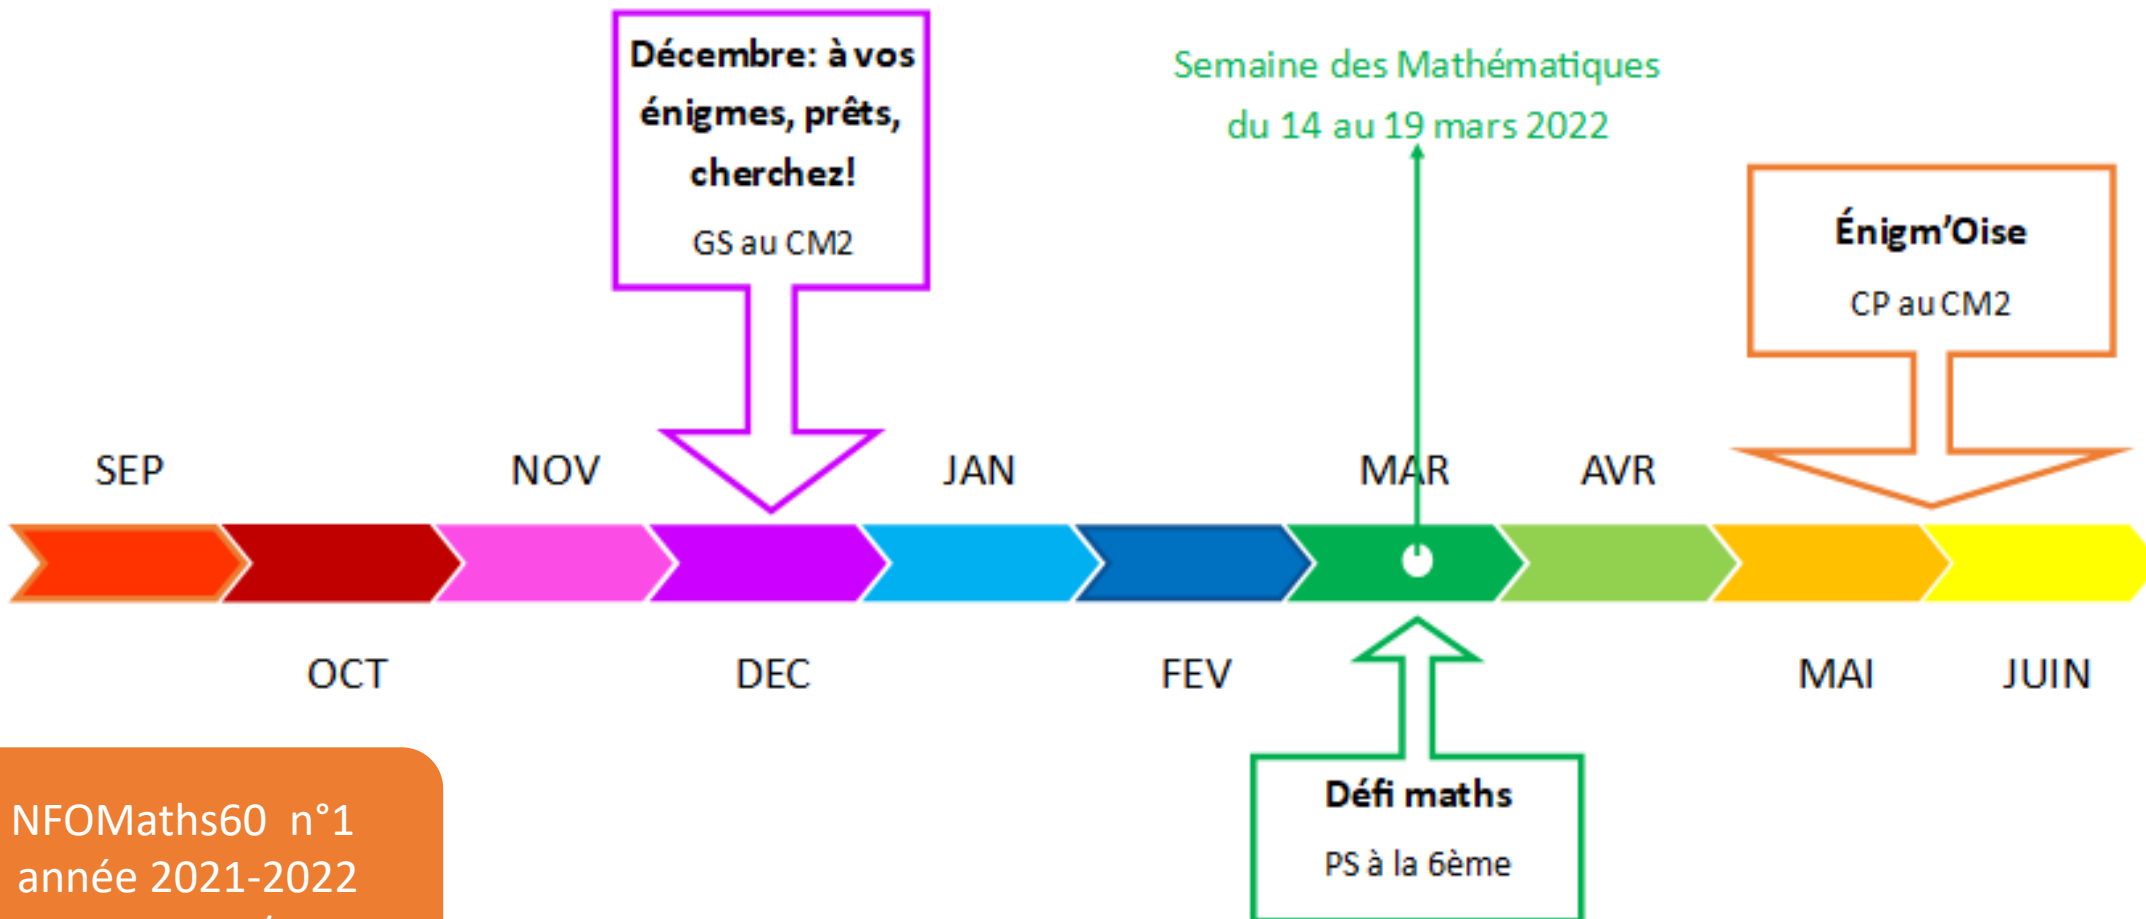 Décembre: à vos
énigmes, prêts,
cherchez!
GS au CM2
Semaine des Mathématiques
du 14 au 19 mars 2022
Énigm'Oise
CP au CM2
SEP
NOV
JAN
MAR
AVR
OCT
DEC
FEV
MAI
JUIN
Défi maths
PS à la 6ème
NFOMaths60 n°1
année 2021-2022